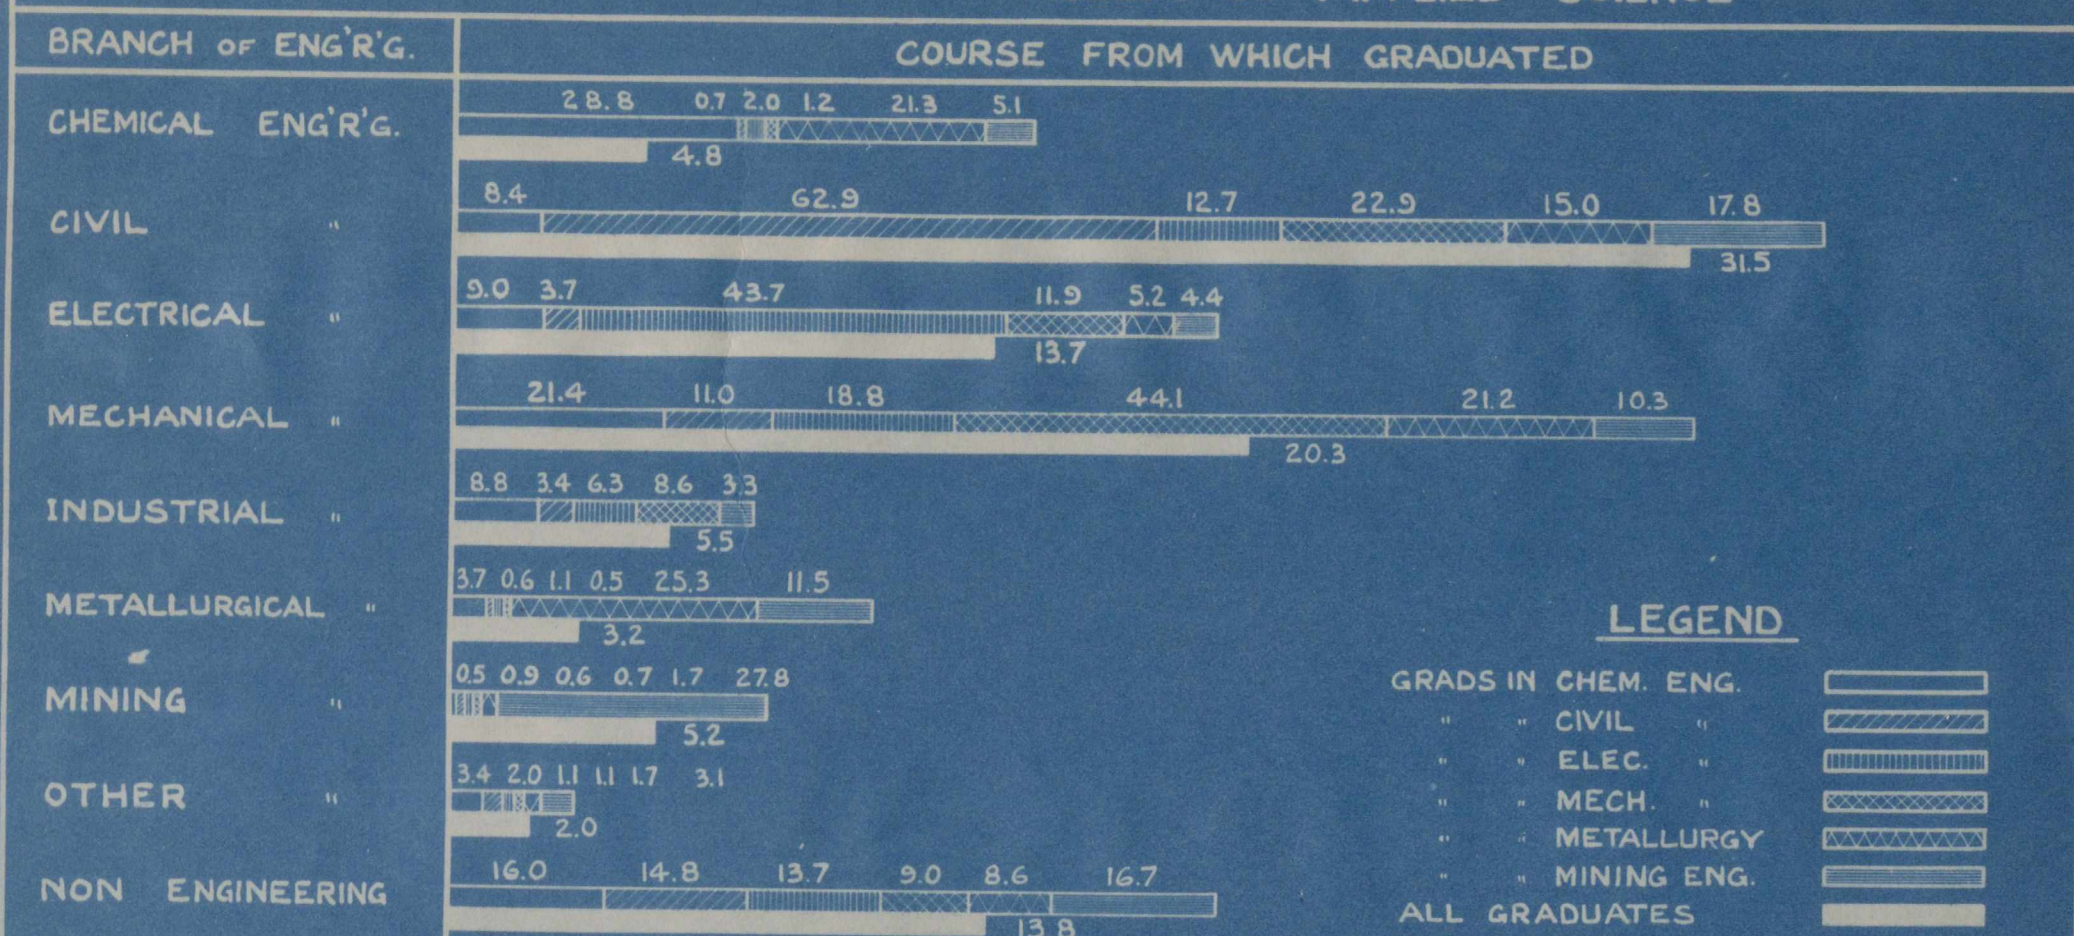 APPLIED SCIENCE
BRANCH OF ENG'R'G. COURSE FROM WHICH GRADUATED
28.8 0.7 2.0 1.2 21.3 5.1
CHEMICAL ENG'R'G.
4.8
8.4 62.9 12.7 22.9 15.0 17.8
CIVIL "
31.5
9.0 3.7 43.7 11.9 5.2 4.4
ELECTRICAL "
13.7
21.4 11.0 18.8 44.1 21.2 10.3
MECHANICAL "
20.3
8.8 3.4 6.3 8.6 3.3
INDUSTRIAL "
5.5
3.7 0.6 1.1 0.5 25.3 11.5
METALLURGICAL "
3.2
0.5 0.9 0.6 0.7 1.7 27.8
MINING "
5.2
3.4 2.0 1.1 1.1 1.7 3.1
OTHER "
2.0
16.0 14.8 13.7 9.0 8.6 16.7
NON ENGINEERING
13.8
LEGEND
GRADS IN CHEM. ENG.
" " CIVIL "
" " ELEC. "
" " MECH. "
" " METALLURGY
" " MINING ENG.
ALL GRADUATES